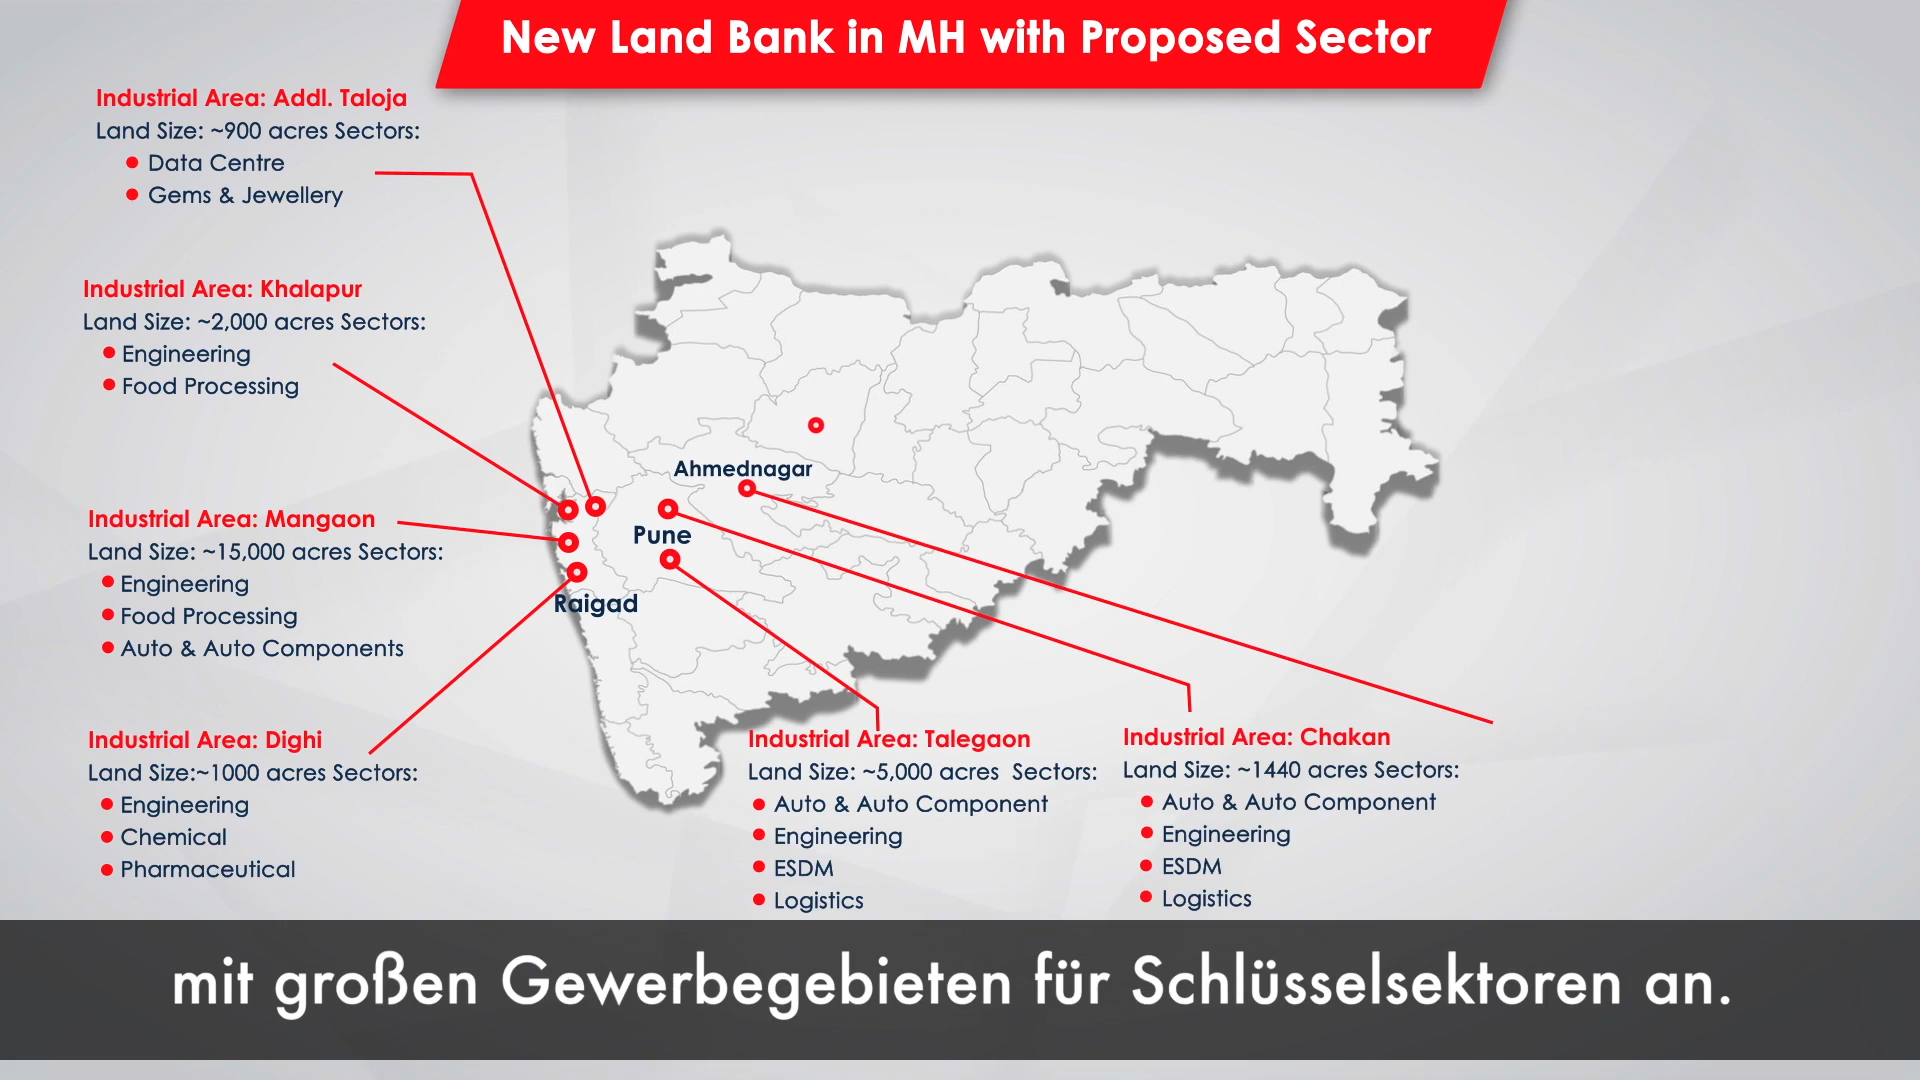 New Land Bank in MH with Proposed Sector
Industrial Area: Addl. Taloja
Land Size: ~900 acres Sectors:
Data Centre
Gems & Jewellery
Industrial Area: Khalapur
Land Size: ~2,000 acres Sectors:
Engineering
Food Processing
Industrial Area: Mangaon
Land Size: ~15,000 acres Sectors:
Engineering
Food Processing
Auto & Auto Components
Industrial Area: Dighi
Land Size:~1000 acres Sectors:
Engineering
Chemical
Pharmaceutical
Ahmednagar
Pune
Raigad
Industrial Area: Talegaon
Land Size: ~5,000 acres  Sectors:
Auto & Auto Component
Engineering
ESDM
Logistics
Industrial Area: Chakan
Land Size: ~1440 acres Sectors:
Auto & Auto Component
Engineering
ESDM
Logistics
mit großen Gewerbegebieten für Schlüsselsektoren an.